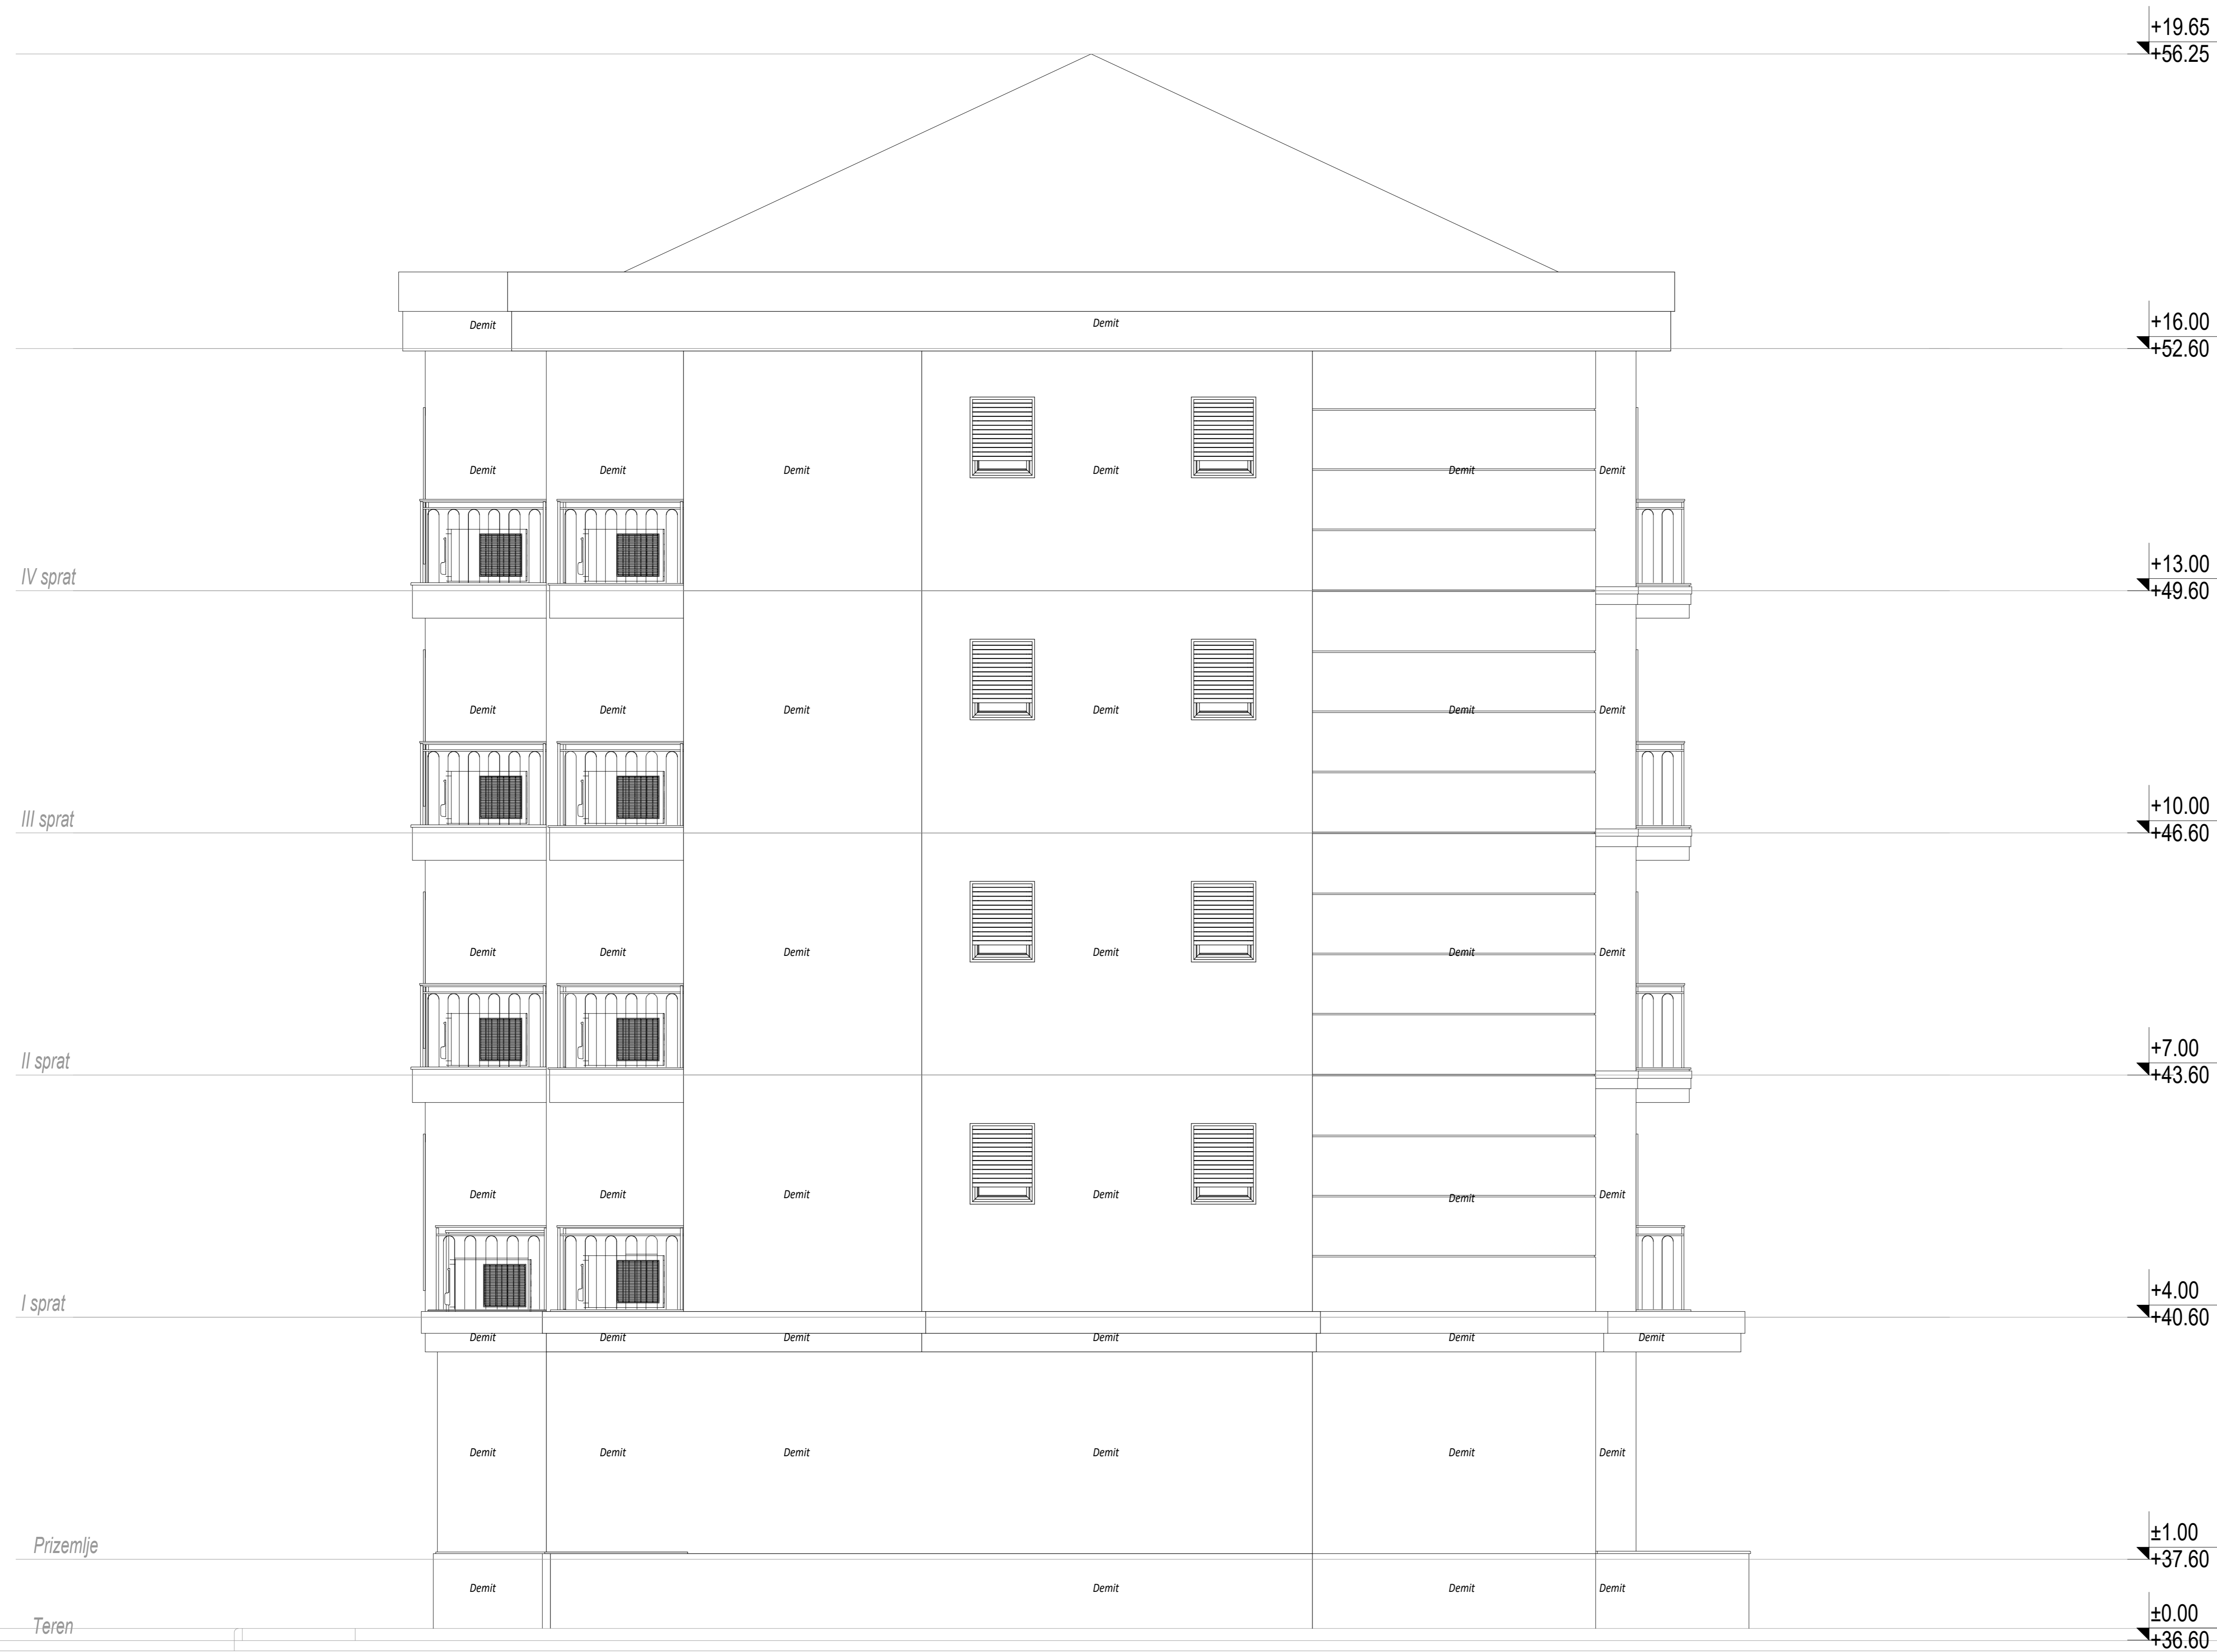 +19.65
+56.25
Demit Demit
+16.00
+52.60
Demit Demit Demit Demit Demit Demit
IV sprat +13.00
+49.60
Demit Demit Demit Demit Demit Demit
III sprat +10.00
+46.60
Demit Demit Demit Demit Demit Demit
II sprat +7.00
+43.60
Demit Demit Demit Demit Demit Demit
I sprat +4.00
+40.60
Demit Demit Demit Demit Demit Demit
Demit Demit Demit Demit Demit Demit
Prizemlje ±1.00
+37.60
Demit Demit Demit Demit
Teren ±0.00
+36.60